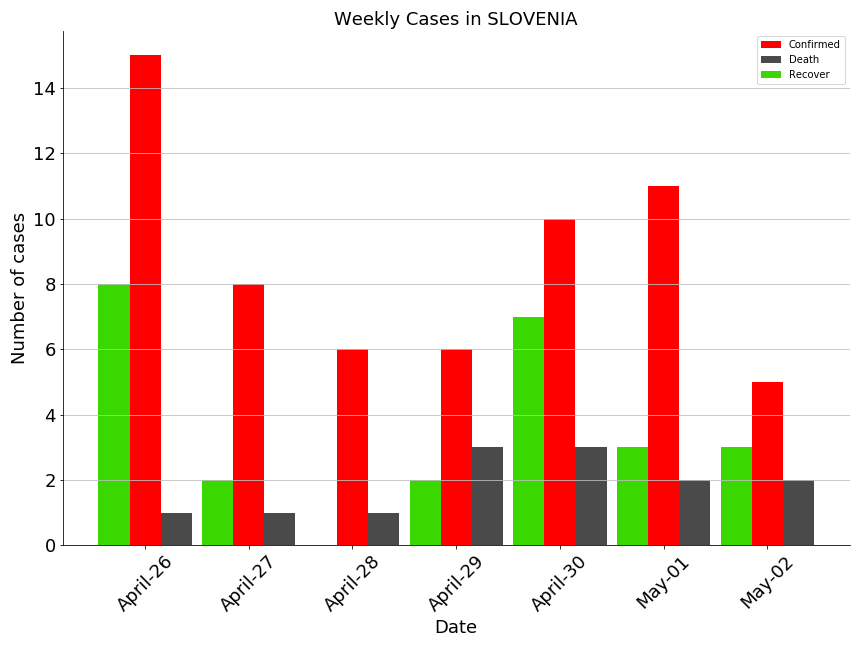 Weekly Cases in SLOVENIA
Confirmed
Death
Recover
Number of cases
14
12
10
8
6
4
2
0
April-26
April-27
April-28
April-29
April-30
May-01
May-02
Date